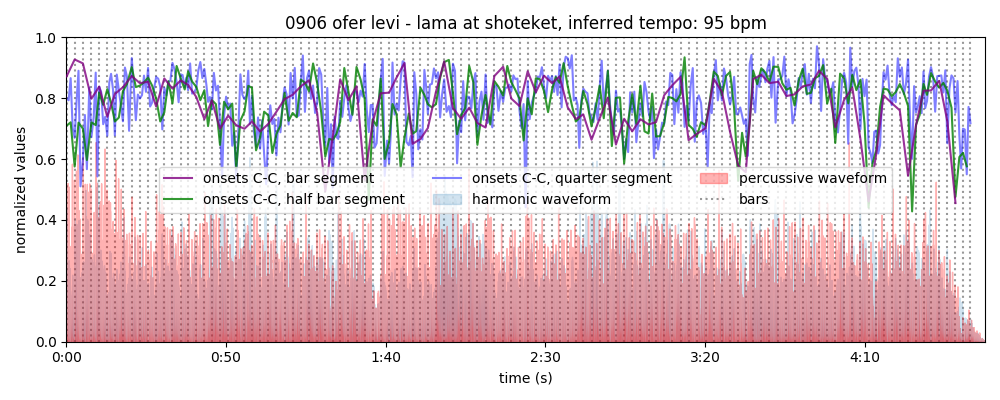 0906 ofer levi - lama at shoteket, inferred tempo: 95 bpm
1.0
0.8
0.6
0.4
0.2
0.0
normalized values
onsets C-C, bar segment
onsets C-C, half bar segment
onsets C-C, quarter segment
harmonic waveform
percussive waveform
bars
0:00 0:50 1:40 2:30 3:20 4:10
time (s)